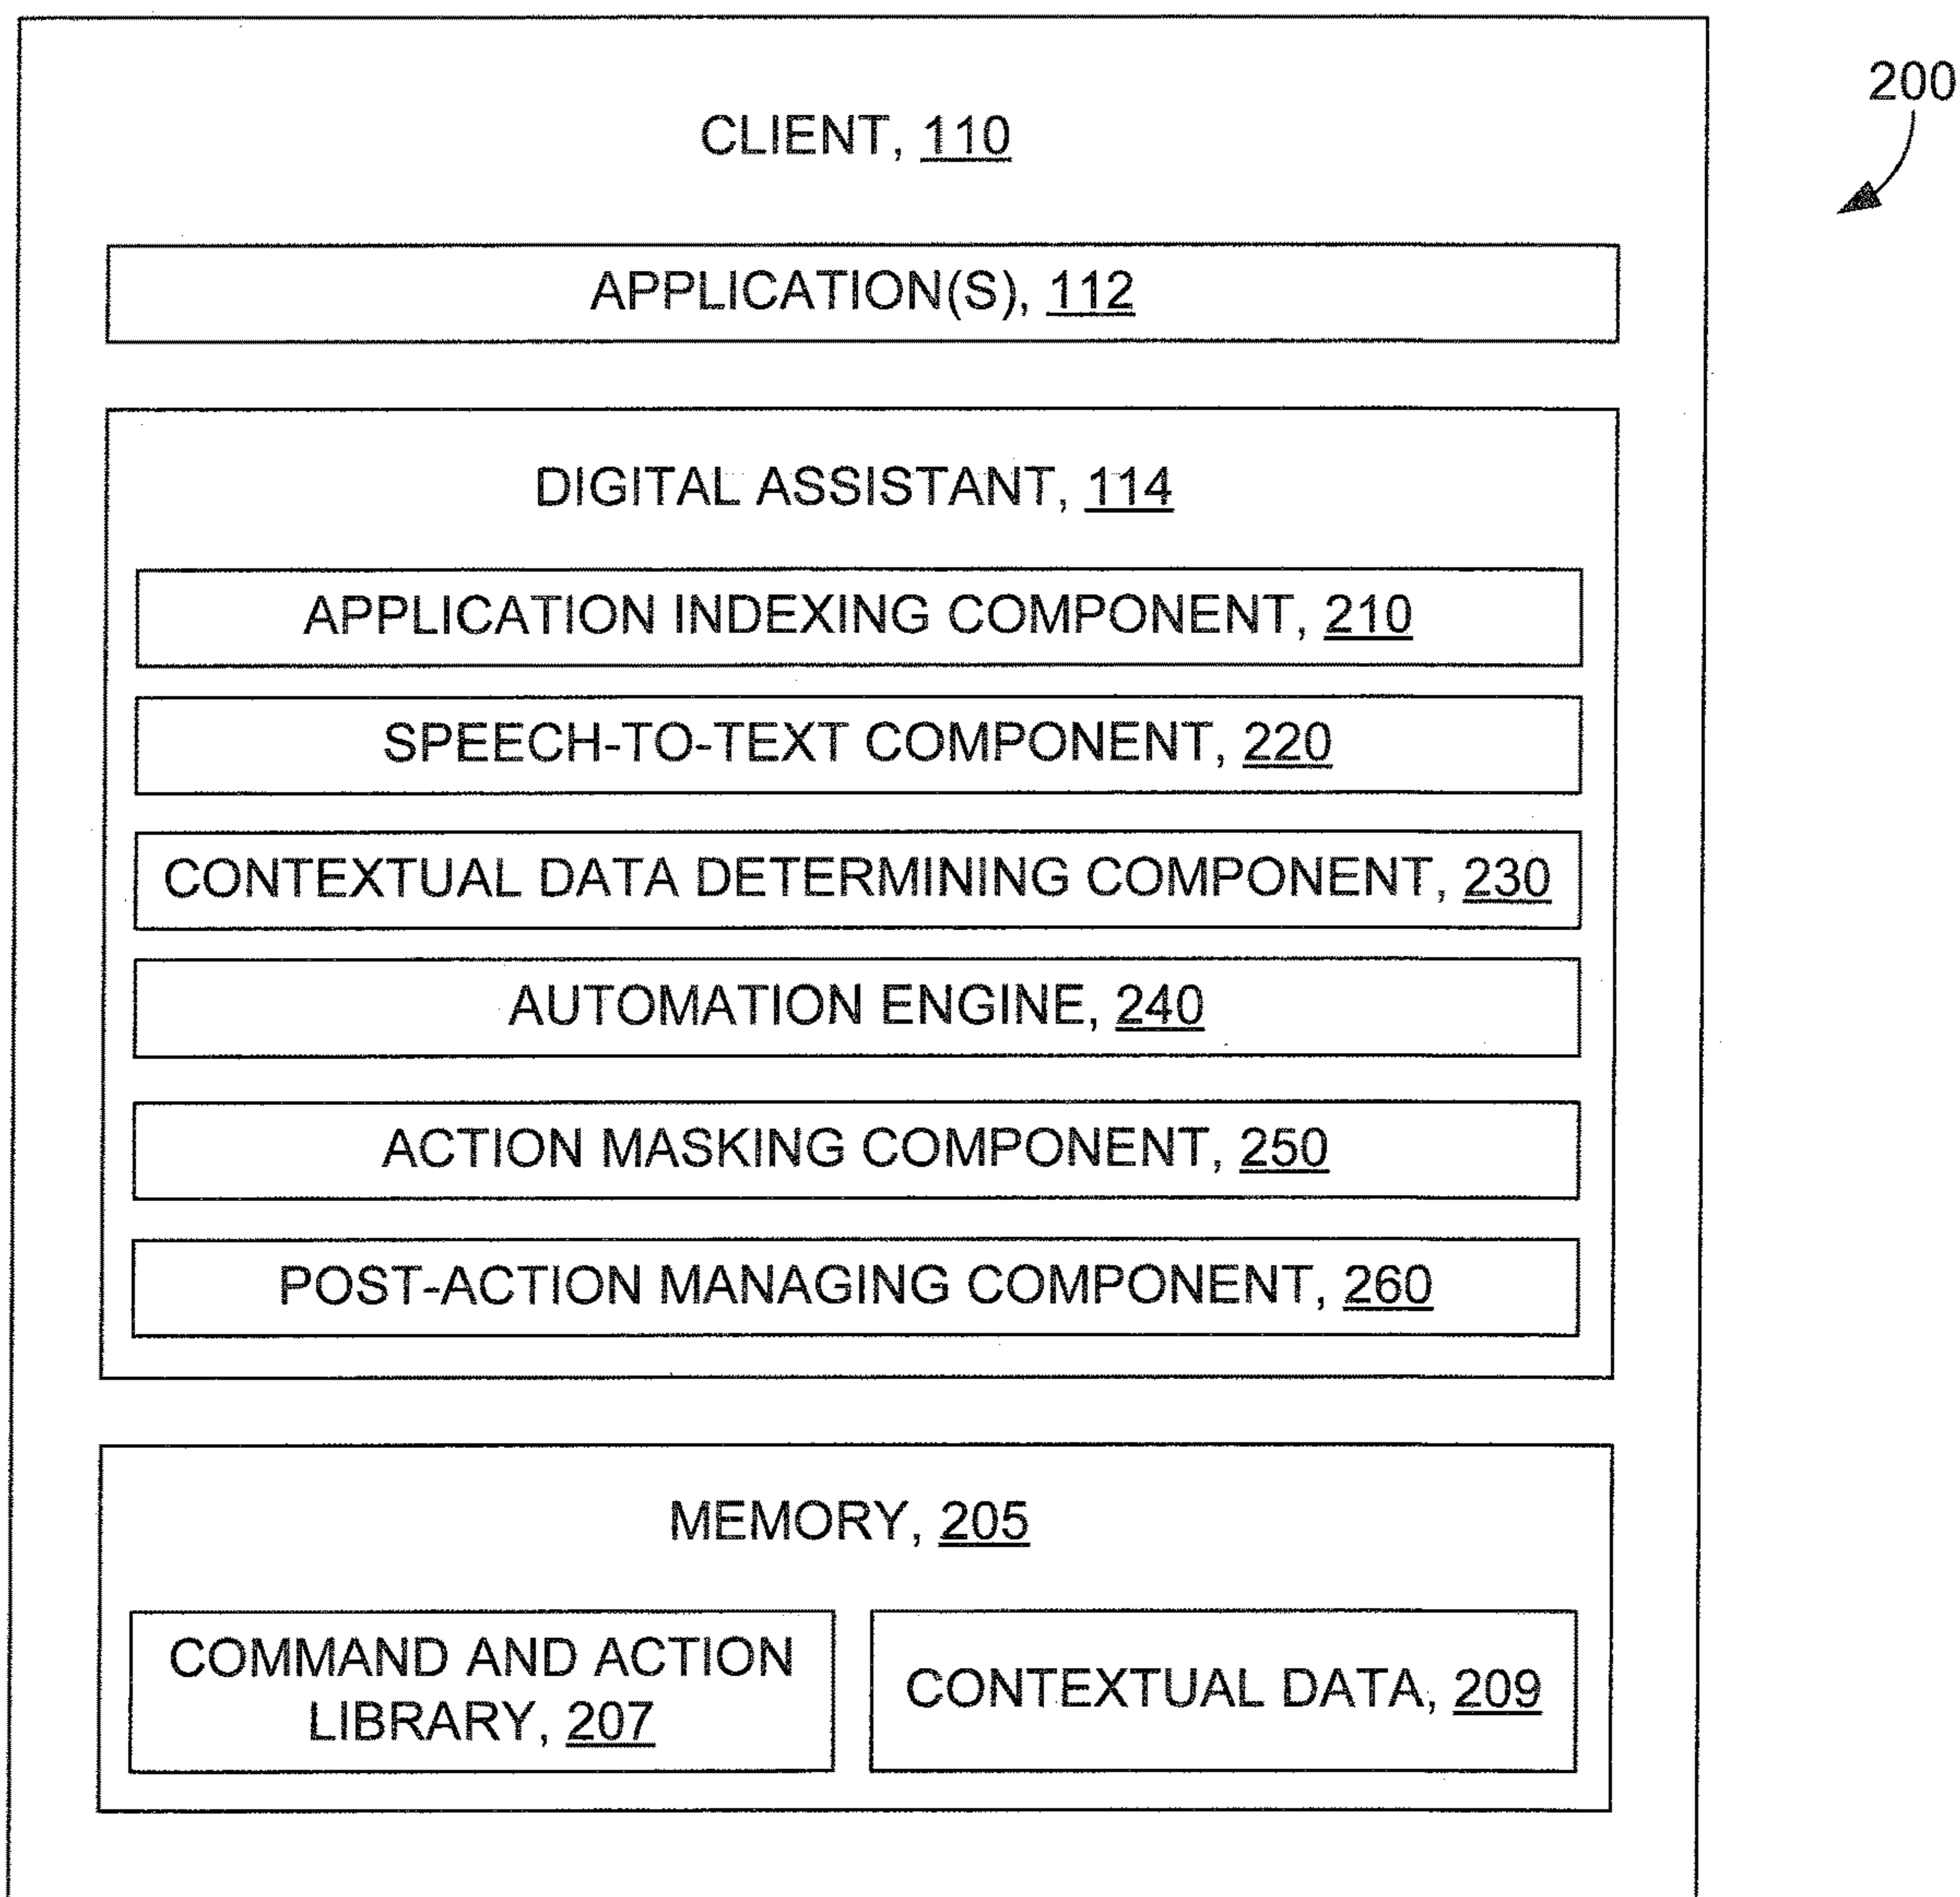 200
CLIENT, 110
APPLICATION(S), 112
DIGITAL ASSISTANT, 114
APPLICATION INDEXING COMPONENT, 210
SPEECH-TO-TEXT COMPONENT, 220
CONTEXTUAL DATA DETERMINING COMPONENT, 230
AUTOMATION ENGINE, 240
ACTION MASKING COMPONENT, 250
POST-ACTION MANAGING COMPONENT, 260
MEMORY, 205
COMMAND AND ACTION
LIBRARY, 207
CONTEXTUAL DATA, 209